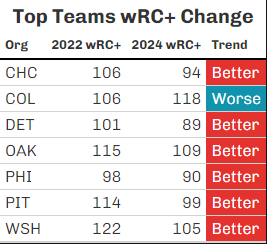 Top Teams wRC+ Change
Org 2022 wRC+ 2024 wRC+ Trend
CHC 106 94 Better
COL 106 118 Worse
DET 101 89 Better
OAK 115 109 Better
PHI 98 90 Better
PIT 114 99 Better
WSH 122 105 Better